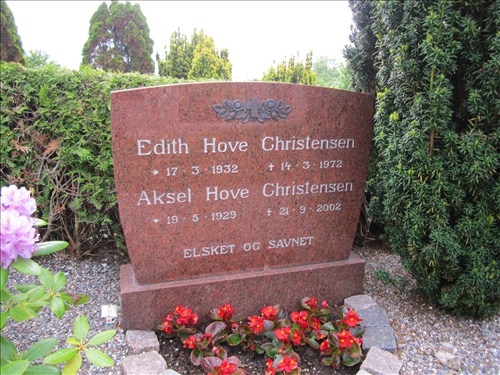 Edith Hove Christensen
* 17 · 3 · 1932 † 14 · 3 · 1972
Aksel Hove Christensen
* 19 · 5 · 1929 † 21 · 9 · 2002
ELSKET OG SAVNET